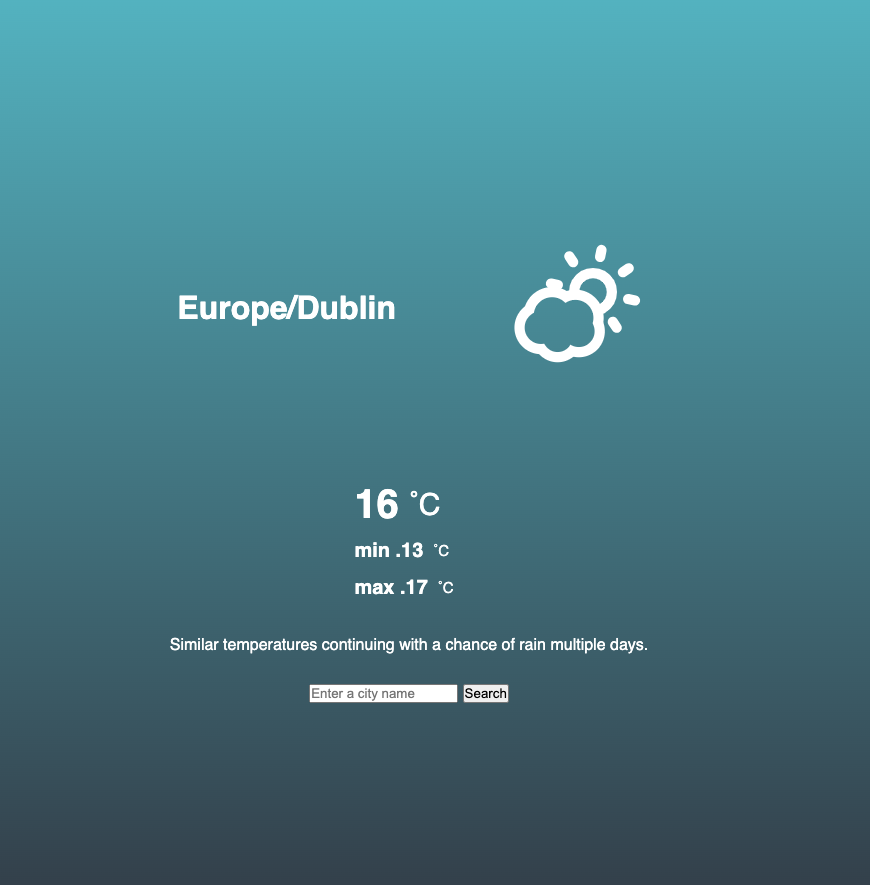 Europe/Dublin
16 °C
min .13 °C
max .17 °C
Similar temperatures continuing with a chance of rain multiple days.
Enter a city name Search